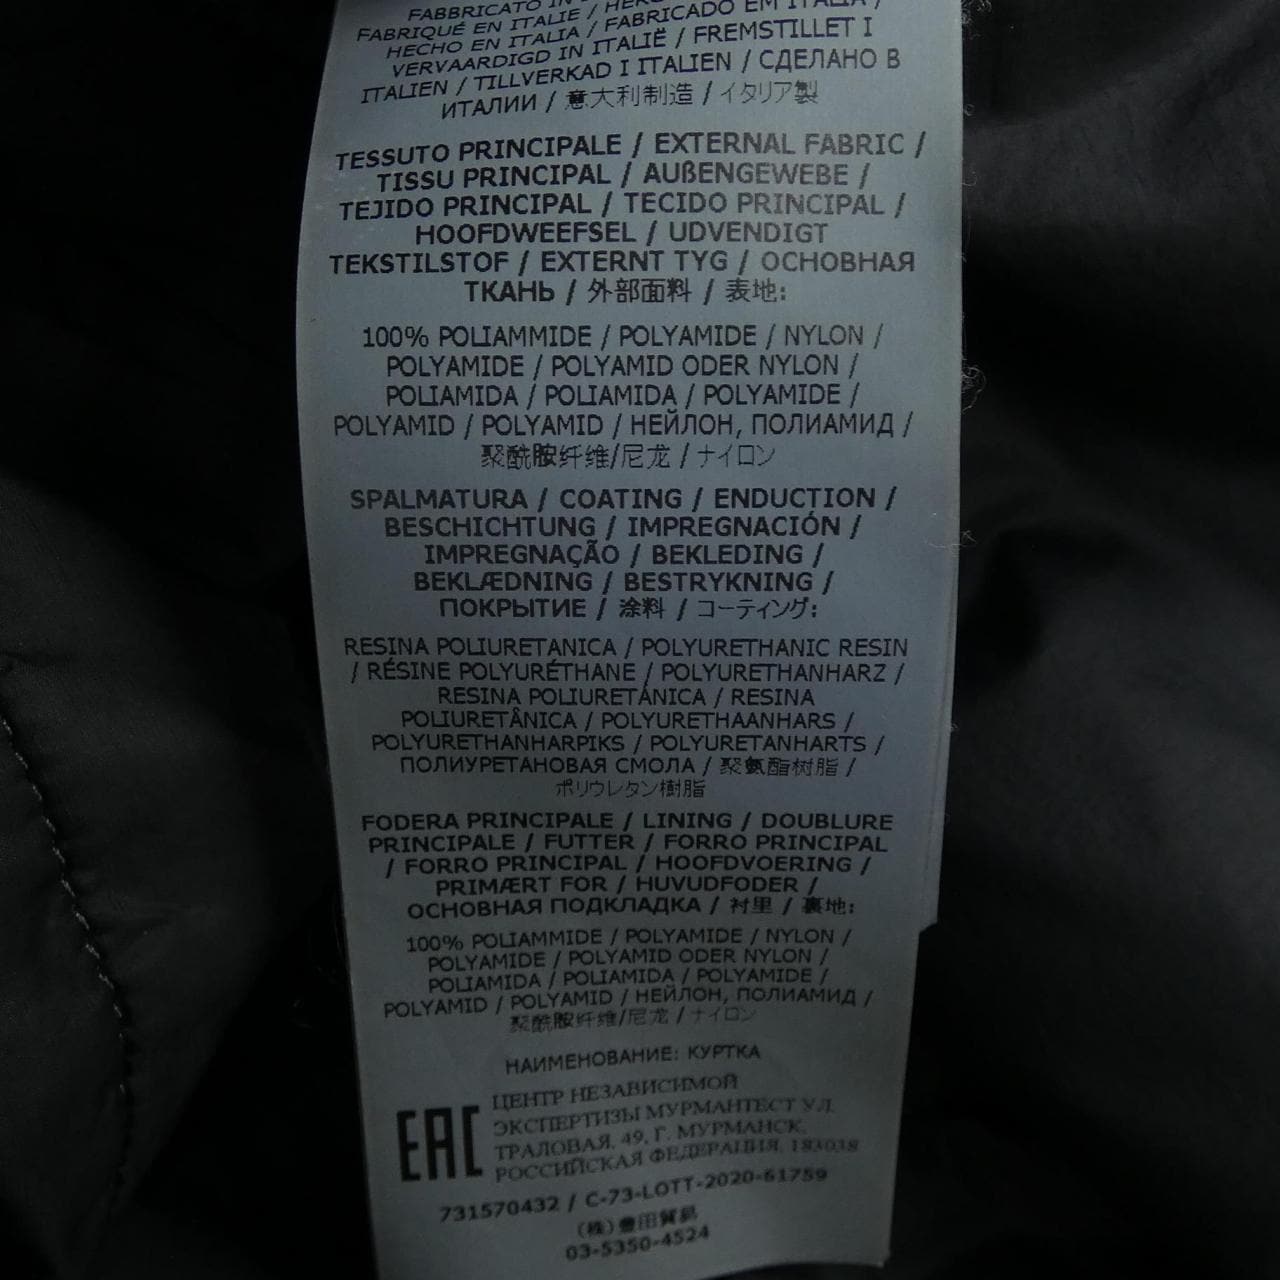 FABBRICATO IN
FABRIQUÉ EN ITALIE /
HECHO EN ITALIA / FABRICADO EM ITALIA /
VERVAARDIGD IN ITALIË / FREMSTILLET I
ITALIEN / TILLVERKAD I ITALIEN / СДЕЛАНО В
ИТАЛИИ / 意大利制造 / イタリア製
TESSUTO PRINCIPALE / EXTERNAL FABRIC /
TISSU PRINCIPAL / AUßENGEWEBE /
TEJIDO PRINCIPAL / TECIDO PRINCIPAL /
HOOFDWEEFSEL / UDVENDIGT
TEKSTILSTOF / EXTERNT TYG / ОСНОВНАЯ
ТКАНЬ / 外部面料 / 表地:
100% POLIAMMIDE / POLYAMIDE / NYLON /
POLYAMIDE / POLYAMID ODER NYLON /
POLIAMIDA / POLIAMIDA / POLYAMIDE /
POLYAMID / POLYAMID / НЕЙЛОН, ПОЛИАМИД /
聚酰胺纤维/尼龙 / ナイロン
SPALMATURA / COATING / ENDUCTION /
BESCHICHTUNG / IMPREGNACIÓN /
IMPREGNAÇÃO / BEKLEDING /
BEKLÆDNING / BESTRYKNING /
ПОКРЫТИЕ / 涂料 / コーティング:
RESINA POLIURETANICA / POLYURETHANIC RESIN
/ RÉSINE POLYURÉTHANE / POLYURETHANHARZ /
RESINA POLIURETÁNICA / RESINA
POLIURETÂNICA / POLYURETHAANHARS /
POLYURETHANHARPIKS / POLYURETANHARTS /
ПОЛИУРЕТАНОВАЯ СМОЛА / 聚氨酯树脂 /
ポリウレタン樹脂
FODERA PRINCIPALE / LINING / DOUBLURE
PRINCIPALE / FUTTER / FORRO PRINCIPAL
/ FORRO PRINCIPAL / HOOFDVOERING /
PRIMÆRT FOR / HUVUDFODER /
ОСНОВНАЯ ПОДКЛАДКА / 衬里 / 裏地:
100% POLIAMMIDE / POLYAMIDE / NYLON /
POLYAMIDE / POLYAMID ODER NYLON /
POLIAMIDA / POLIAMIDA / POLYAMIDE /
POLYAMID / POLYAMID / НЕЙЛОН, ПОЛИАМИД /
聚酰胺纤维/尼龙 / ナイロン
НАИМЕНОВАНИЕ: КУРТКА
EAC
ЦЕНТР НЕЗАВИСИМОЙ
ЭКСПЕРТИЗЫ МУРМАНТЕСТ УЛ.
ТРАЛОВАЯ, 49, Г. МУРМАНСК,
РОССИЙСКАЯ ФЕДЕРАЦИЯ, 183038
731570432 / C-73-LOTT-2020-61759
(株)豊田貿易
03-5350-4524